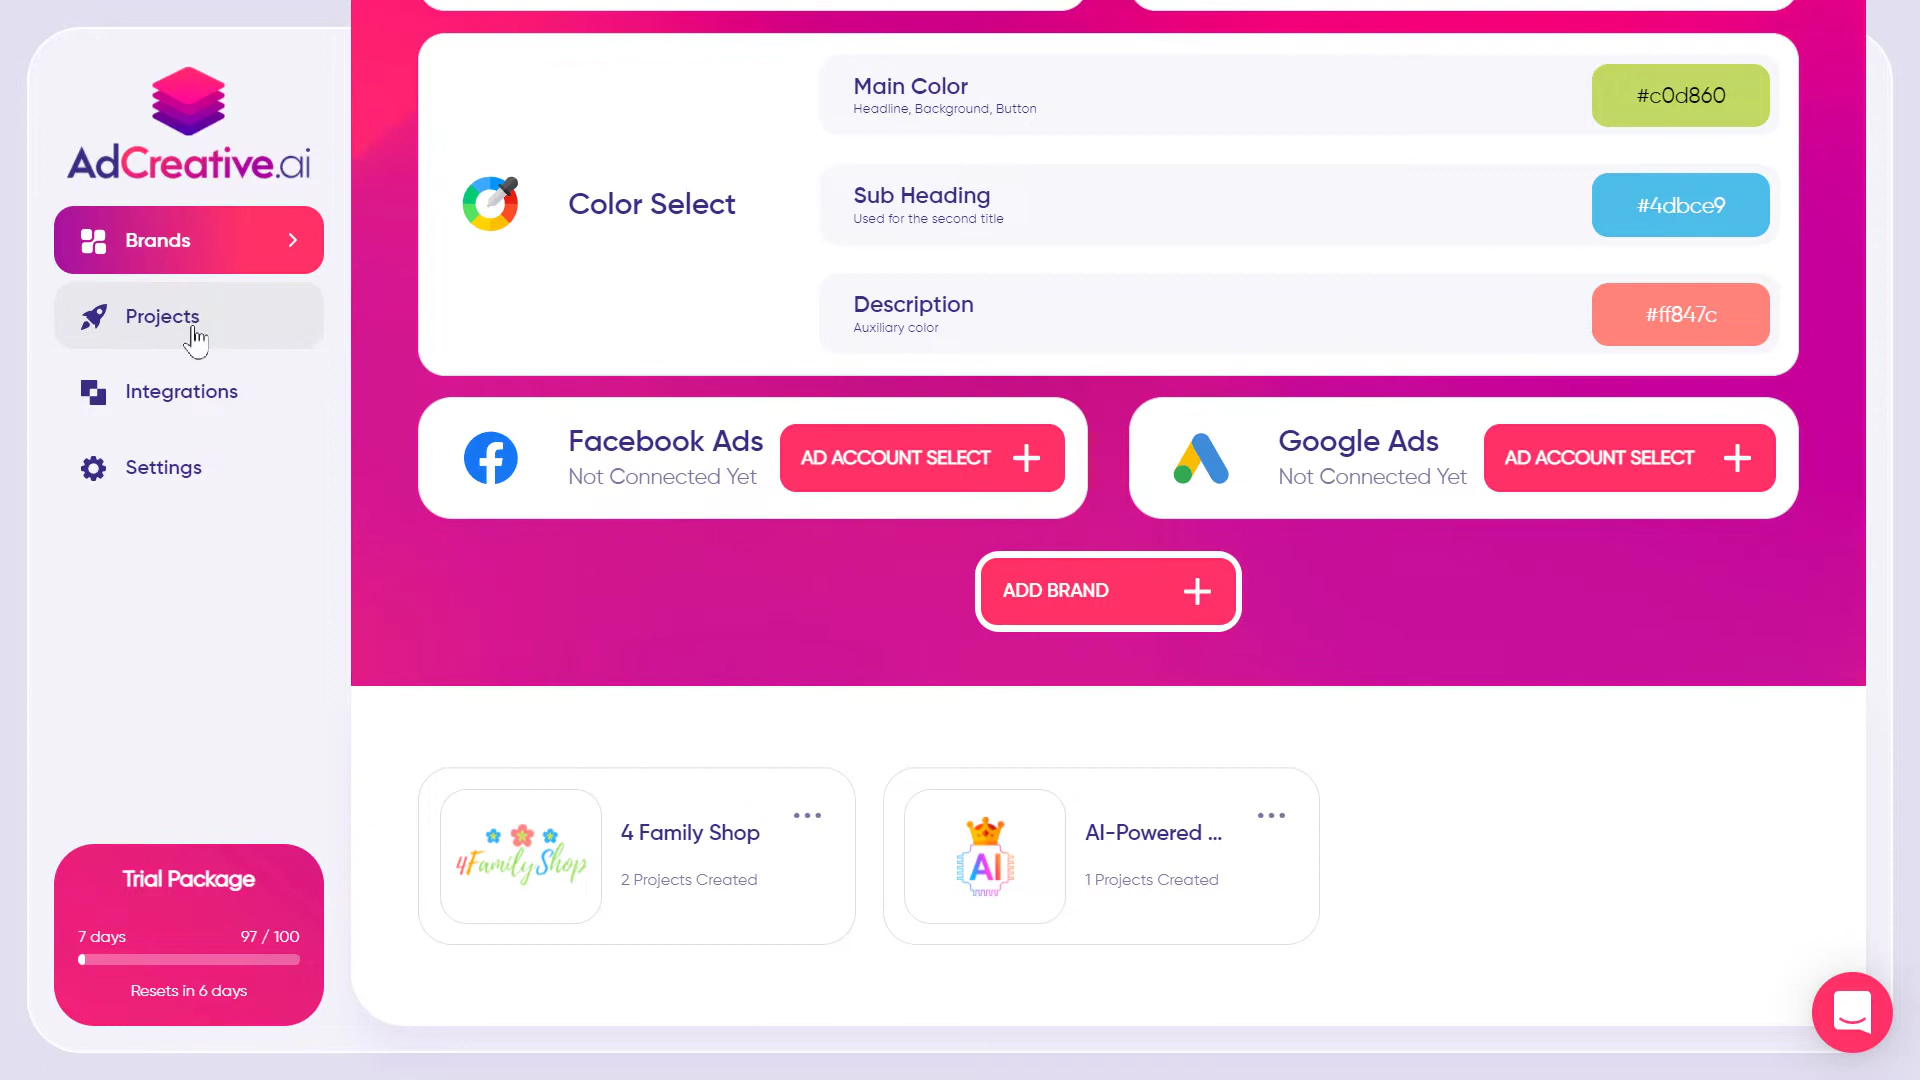 AdCreative.ai
Brands
Projects
Integrations
Settings
Trial Package
7 days 97 / 100
Resets in 6 days
Color Select
Main Color
Headline, Background, Button
#c0d860
Sub Heading
Used for the second title
#4dbce9
Description
Auxiliary color
#ff847c
Facebook Ads
Not Connected Yet
AD ACCOUNT SELECT
Google Ads
Not Connected Yet
AD ACCOUNT SELECT
ADD BRAND
4FamilyShop
4 Family Shop
2 Projects Created
AI
AI-Powered ...
1 Projects Created